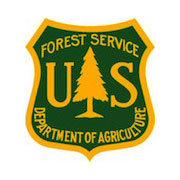 FOREST SERVICE
U S
DEPARTMENT OF AGRICULTURE